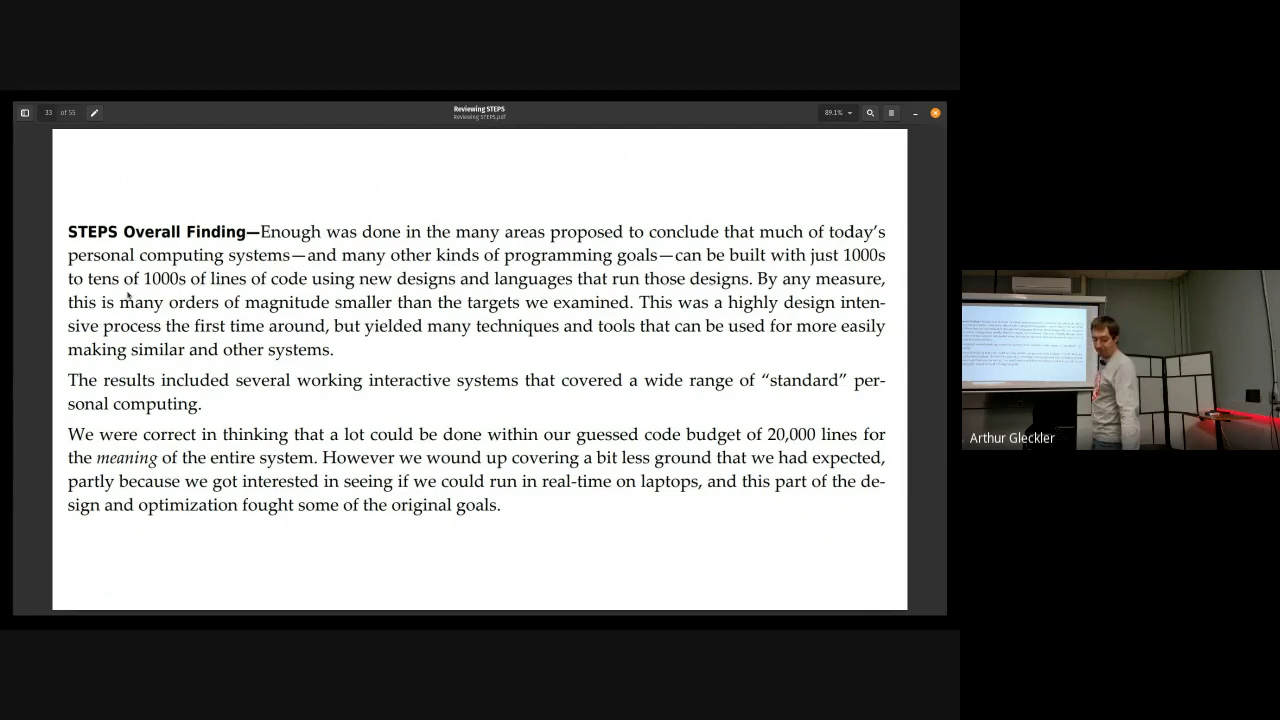 33 of 55
Reviewing STEPS
Reviewing STEPS.pdf
89.1%
STEPS Overall Finding—Enough was done in the many areas proposed to conclude that much of today’s
personal computing systems—and many other kinds of programming goals—can be built with just 1000s
to tens of 1000s of lines of code using new designs and languages that run those designs. By any measure,
this is many orders of magnitude smaller than the targets we examined. This was a highly design inten-
sive process the first time around, but yielded many techniques and tools that can be used for more easily
making similar and other systems.
The results included several working interactive systems that covered a wide range of “standard” per-
sonal computing.
We were correct in thinking that a lot could be done within our guessed code budget of 20,000 lines for
the meaning of the entire system. However we wound up covering a bit less ground that we had expected,
partly because we got interested in seeing if we could run in real-time on laptops, and this part of the de-
sign and optimization fought some of the original goals.
Arthur Gleckler